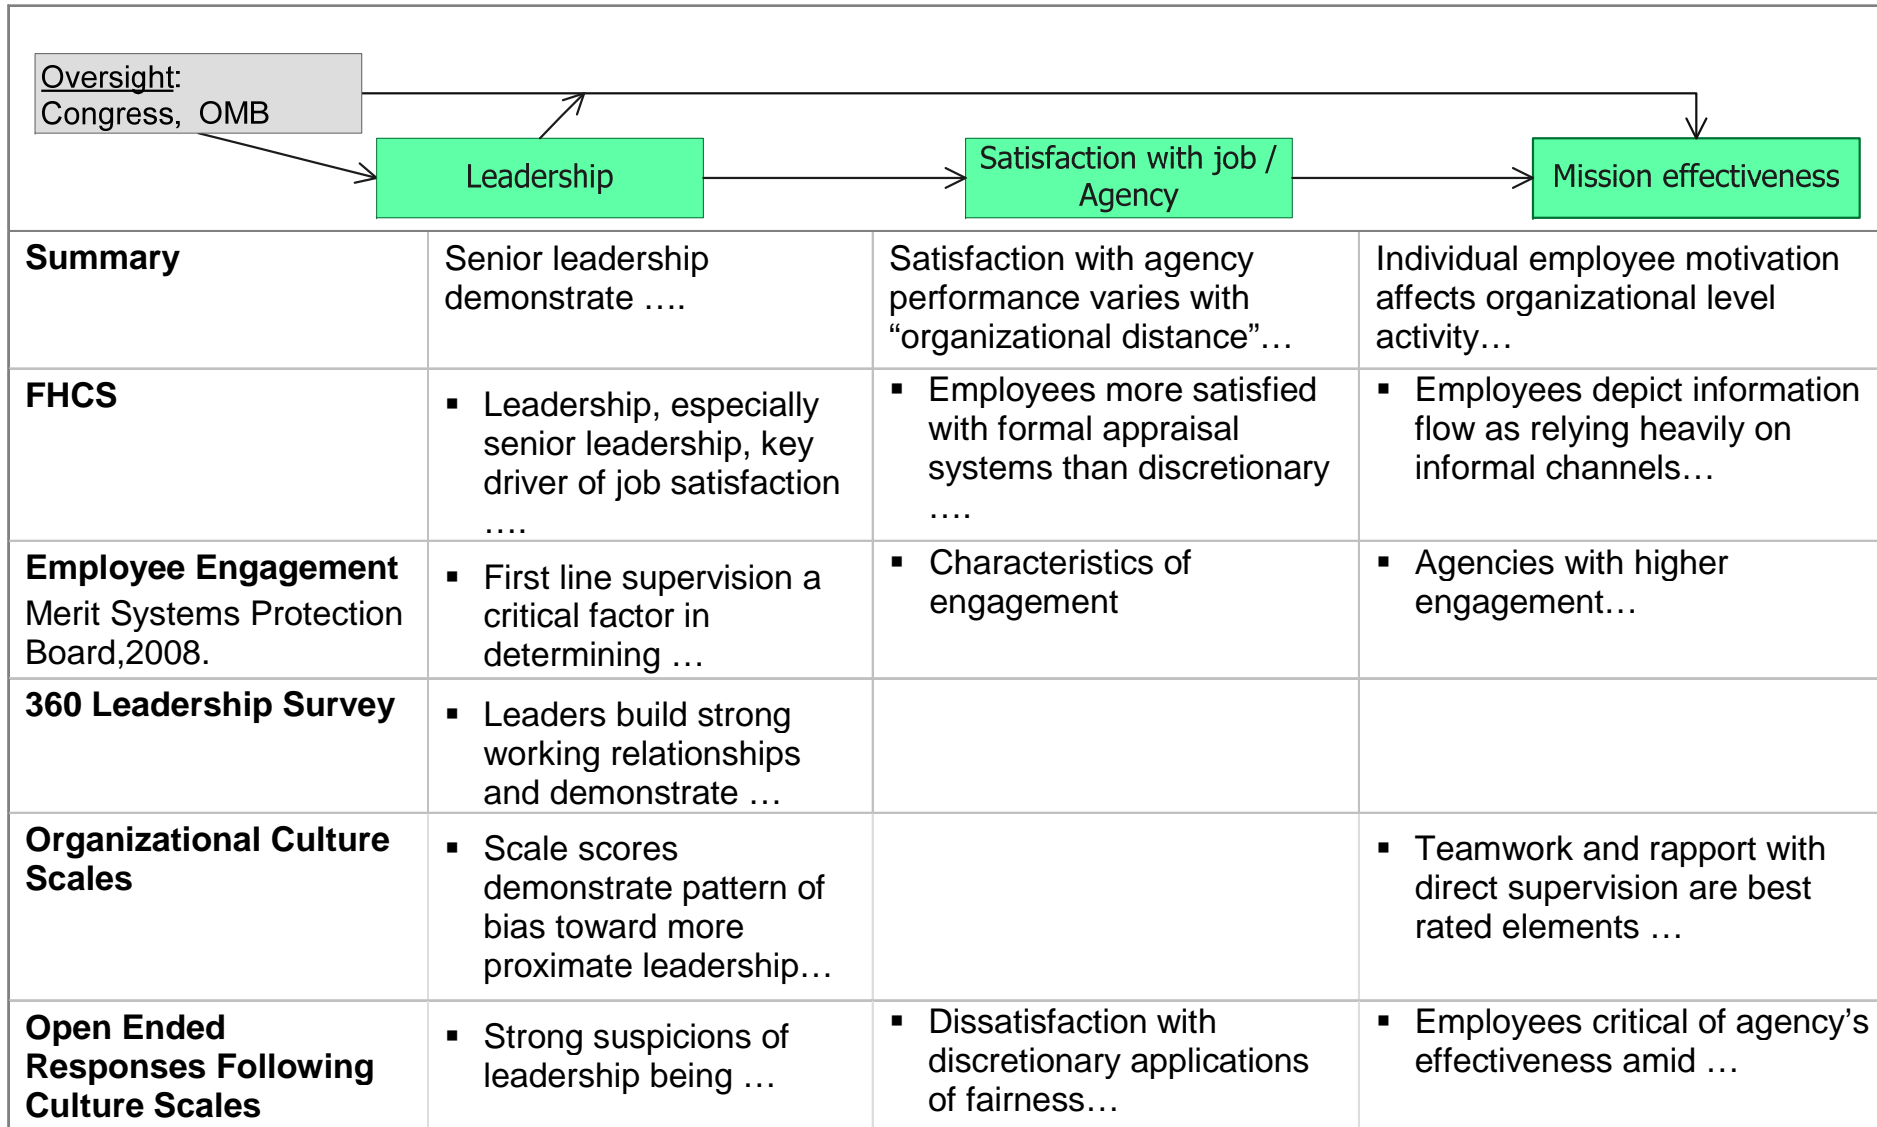 Oversight:
Congress, OMB
Leadership
Satisfaction with job /
Agency
Mission effectiveness
Summary
Senior leadership
demonstrate ….
Satisfaction with agency
performance varies with
“organizational distance”…
Individual employee motivation
affects organizational level
activity…
FHCS
▪ Leadership, especially
senior leadership, key
driver of job satisfaction
….
▪ Employees more satisfied
with formal appraisal
systems than discretionary
….
▪ Employees depict information
flow as relying heavily on
informal channels…
Employee Engagement
Merit Systems Protection
Board,2008.
▪ First line supervision a
critical factor in
determining …
▪ Characteristics of
engagement
▪ Agencies with higher
engagement…
360 Leadership Survey
▪ Leaders build strong
working relationships
and demonstrate …
Organizational Culture
Scales
▪ Scale scores
demonstrate pattern of
bias toward more
proximate leadership…
▪ Teamwork and rapport with
direct supervision are best
rated elements …
Open Ended
Responses Following
Culture Scales
▪ Strong suspicions of
leadership being …
▪ Dissatisfaction with
discretionary applications
of fairness…
▪ Employees critical of agency’s
effectiveness amid …